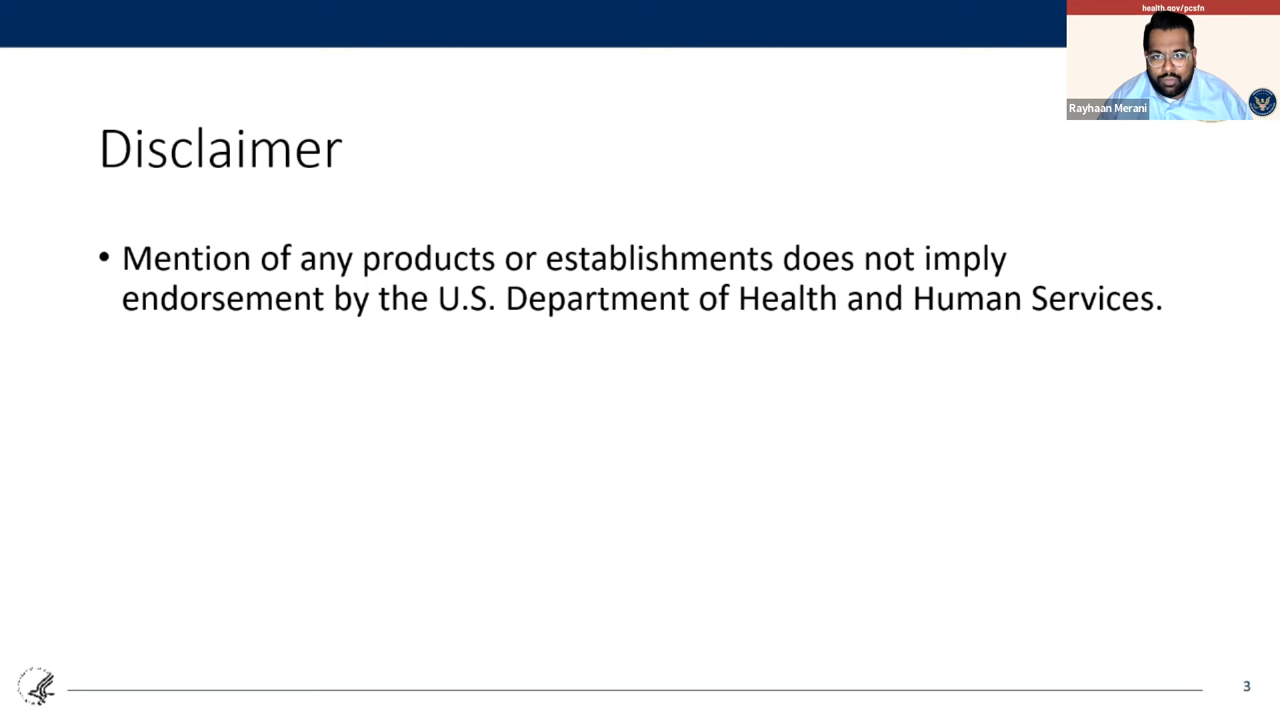 health.gov/pcsfn
Rayhaan Merani
Disclaimer
• Mention of any products or establishments does not imply
endorsement by the U.S. Department of Health and Human Services.
3